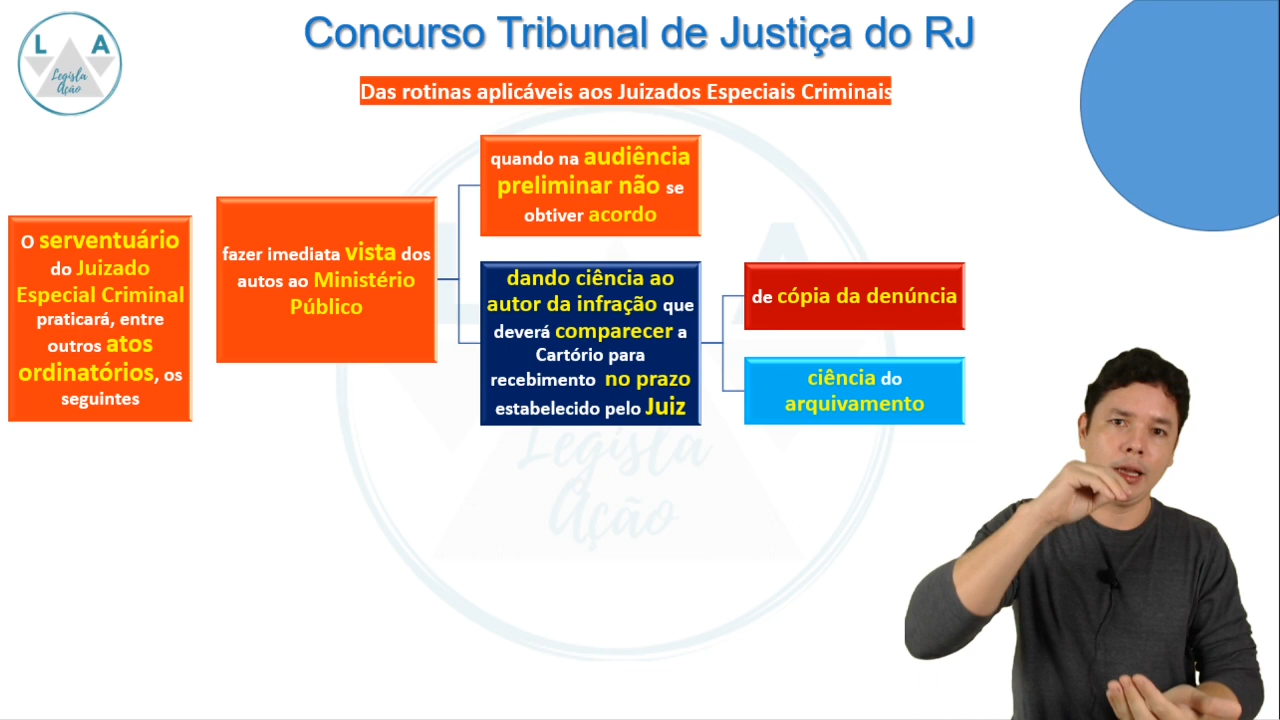 Concurso Tribunal de Justiça do RJ
L A
Legisla
Ação
Das rotinas aplicáveis aos Juizados Especiais Criminais
O serventuário
do Juizado
Especial Criminal
praticará, entre
outros atos
ordinatórios, os
seguintes
fazer imediata vista dos
autos ao Ministério
Público
quando na audiência
preliminar não se
obtiver acordo
dando ciência ao
autor da infração que
deverá comparecer a
Cartório para
recebimento no prazo
estabelecido pelo Juiz
de cópia da denúncia
ciência do
arquivamento
L A
Legisla
Ação